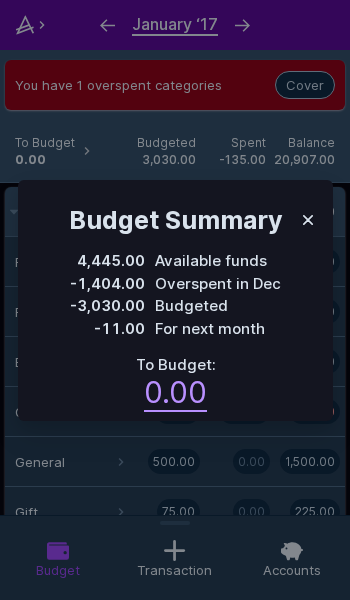 January ‘17
You have 1 overspent categories
Cover
To Budget Budgeted Spent Balance
0.00 3,030.00 -135.00 20,907.00
Budget Summary
4,445.00 Available funds
-1,404.00 Overspent in Dec
-3,030.00 Budgeted
-11.00 For next month
To Budget:
0.00
General 500.00 0.00 1,500.00
Gift 75.00 0.00 225.00
Budget Transaction Accounts